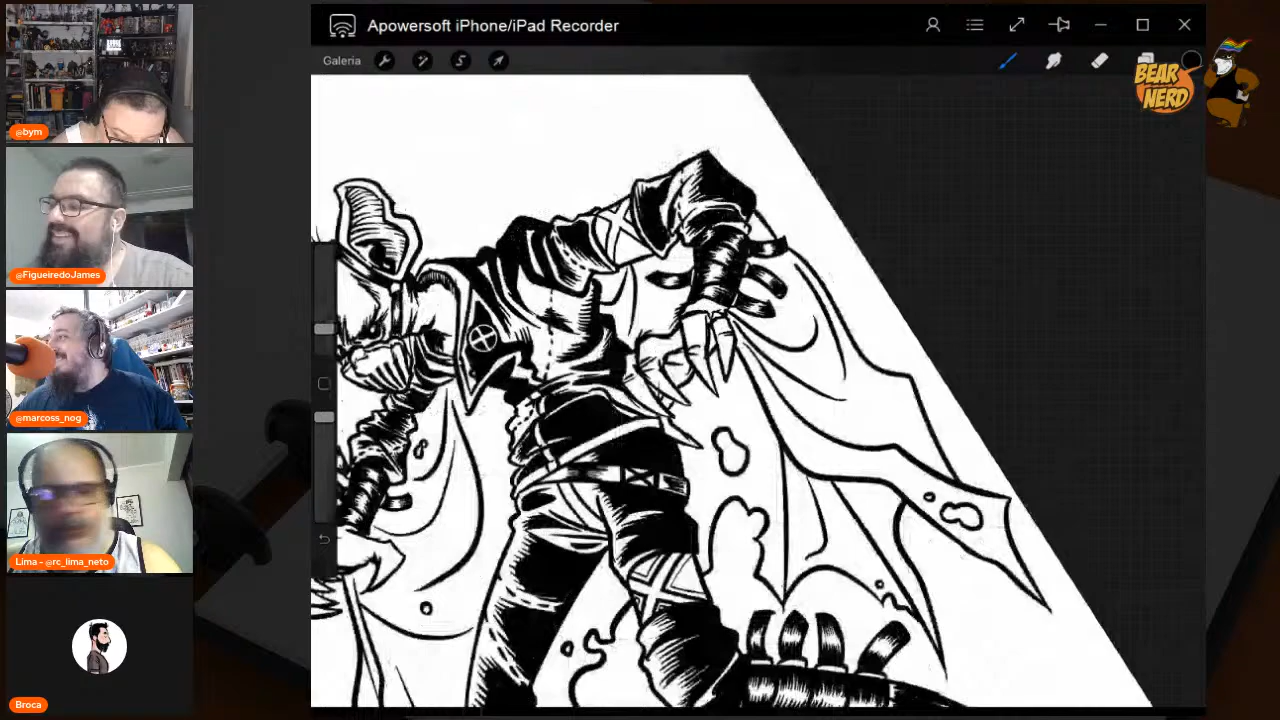 Apowersoft iPhone/iPad Recorder
Galeria
BEAR
NERD
@bym
@FigueiredoJames
@marcoss_nog
Lima - @rc_lima_neto
Broca